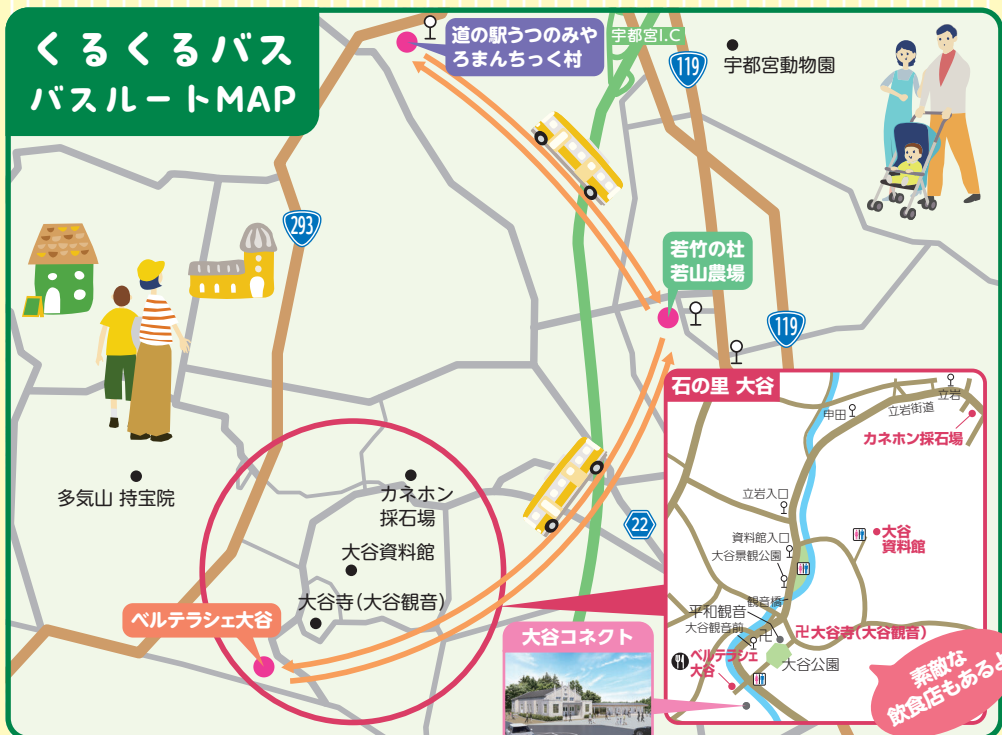 くるくるバス
バスルートMAP
道の駅うつのみや
ろまんちっく村
宇都宮I.C
119
宇都宮動物園
293
若竹の杜
若山農場
119
多気山 持宝院
カネホン
採石場
大谷資料館
大谷寺(大谷観音)
ベルテラシェ大谷
22
石の里 大谷
立岩
立岩街道
甲田
カネホン採石場
立岩入口
資料館入口
大谷景観公園
大谷
資料館
観音橋
平和観音
大谷観音前
卍
卍大谷寺(大谷観音)
ベルテラシェ
大谷
大谷公園
大谷コネクト
素敵な
飲食店もあるよ